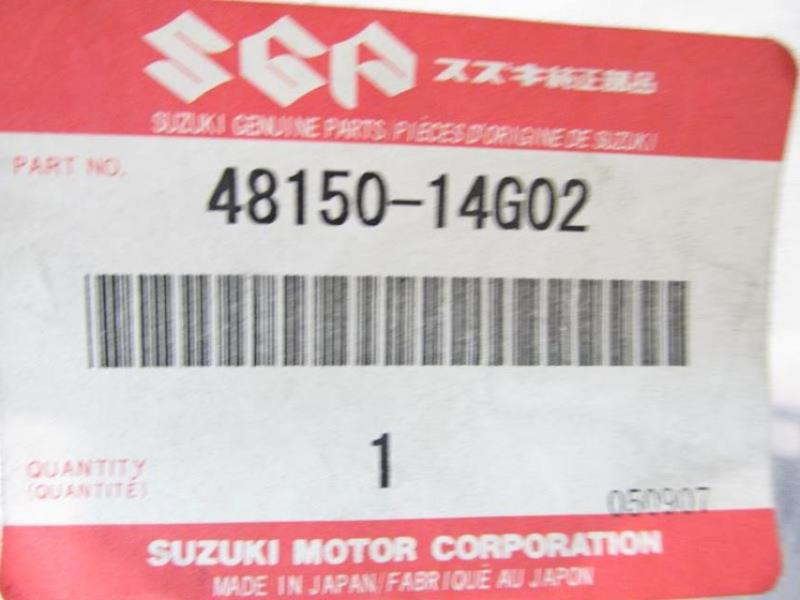 SGP スズキ純正部品
SUZUKI GENUINE PARTS/PIÈCES D'ORIGINE DE SUZUKI
PART NO. 48150-14G02
QUANTITY 1
(QUANTITÉ) 050907
SUZUKI MOTOR CORPORATION
MADE IN JAPAN/FABRIQUÉ AU JAPON